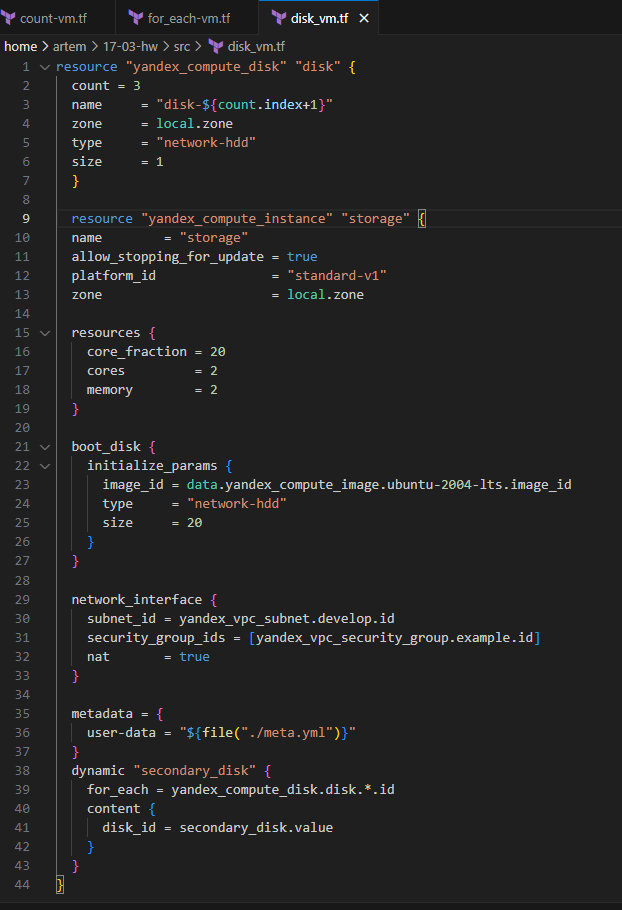 count-vm.tf for_each-vm.tf disk_vm.tf ×
home > artem > 17-03-hw > src > disk_vm.tf
1 resource "yandex_compute_disk" "disk" {
2 count = 3
3 name     = "disk-${count.index+1}"
4 zone     = local.zone
5 type     = "network-hdd"
6 size     = 1
7 }
8
9 resource "yandex_compute_instance" "storage" {
10 name        = "storage"
11 allow_stopping_for_update = true
12 platform_id               = "standard-v1"
13 zone                      = local.zone
14
15 resources {
16   core_fraction = 20
17   cores         = 2
18   memory        = 2
19 }
20
21 boot_disk {
22   initialize_params {
23     image_id = data.yandex_compute_image.ubuntu-2004-lts.image_id
24     type     = "network-hdd"
25     size     = 20
26   }
27 }
28
29 network_interface {
30   subnet_id = yandex_vpc_subnet.develop.id
31   security_group_ids = [yandex_vpc_security_group.example.id]
32   nat       = true
33 }
34
35 metadata = {
36   user-data = "${file("./meta.yml")}"
37 }
38 dynamic "secondary_disk" {
39   for_each = yandex_compute_disk.disk.*.id
40   content {
41     disk_id = secondary_disk.value
42   }
43 }
44 }